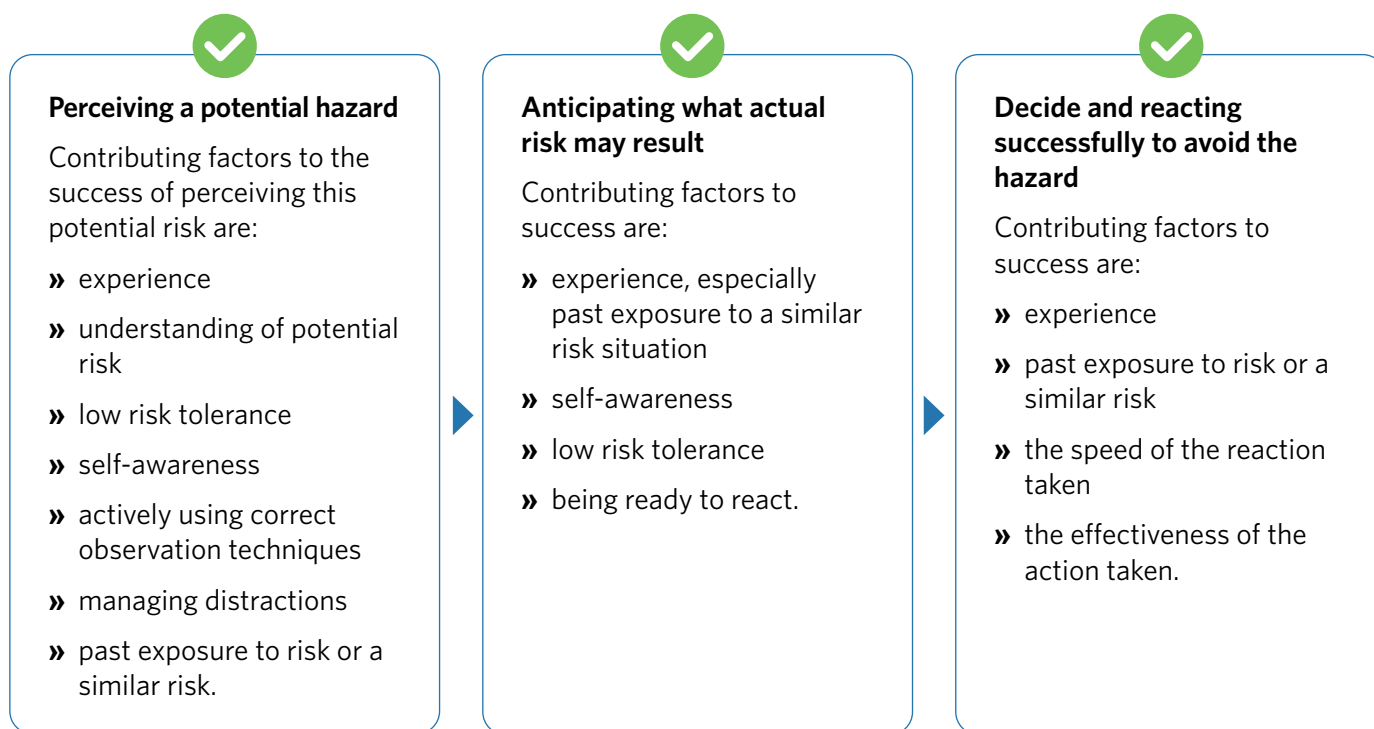 Perceiving a potential hazard
Contributing factors to the
success of perceiving this
potential risk are:
» experience
» understanding of potential
risk
» low risk tolerance
» self-awareness
» actively using correct
observation techniques
» managing distractions
» past exposure to risk or a
similar risk.
Anticipating what actual
risk may result
Contributing factors to
success are:
» experience, especially
past exposure to a similar
risk situation
» self-awareness
» low risk tolerance
» being ready to react.
Decide and reacting
successfully to avoid the
hazard
Contributing factors to
success are:
» experience
» past exposure to risk or a
similar risk
» the speed of the reaction
taken
» the effectiveness of the
action taken.